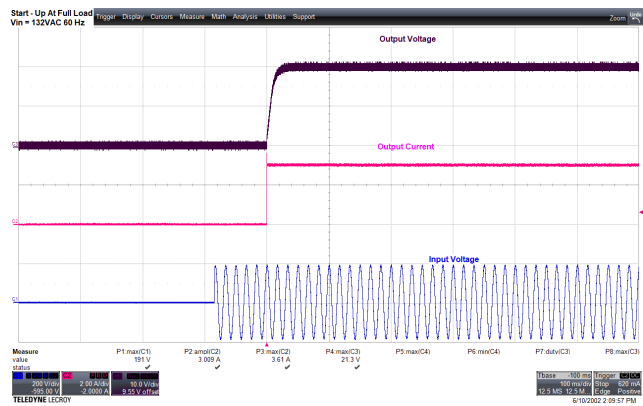 Start - Up At Full Load
Vin = 132VAC 60 Hz
Trigger Display Cursors Measure Math Analysis Utilities Support
Zoom Undo
Output Voltage
C3
Output Current
C2
Input Voltage
C1
Measure P1:max(C1) P2:ampl(C2) P3:max(C2) P4:max(C3) P5:max(C4) P6:min(C4) P7:duty(C3) P8:max(C3)
value 191 V 3.009 A 3.61 A 21.3 V
status
200 V/div 2.00 A/div 10.0 V/div
-595.00 V -2.0000 A 9.55 V offset
Tbase -100 ms Trigger
100 ms/div Stop 620 mA
12.5 MS 12.5 M Edge Positive
TELEDYNE LECROY
6/10/2002 2:09:57 PM